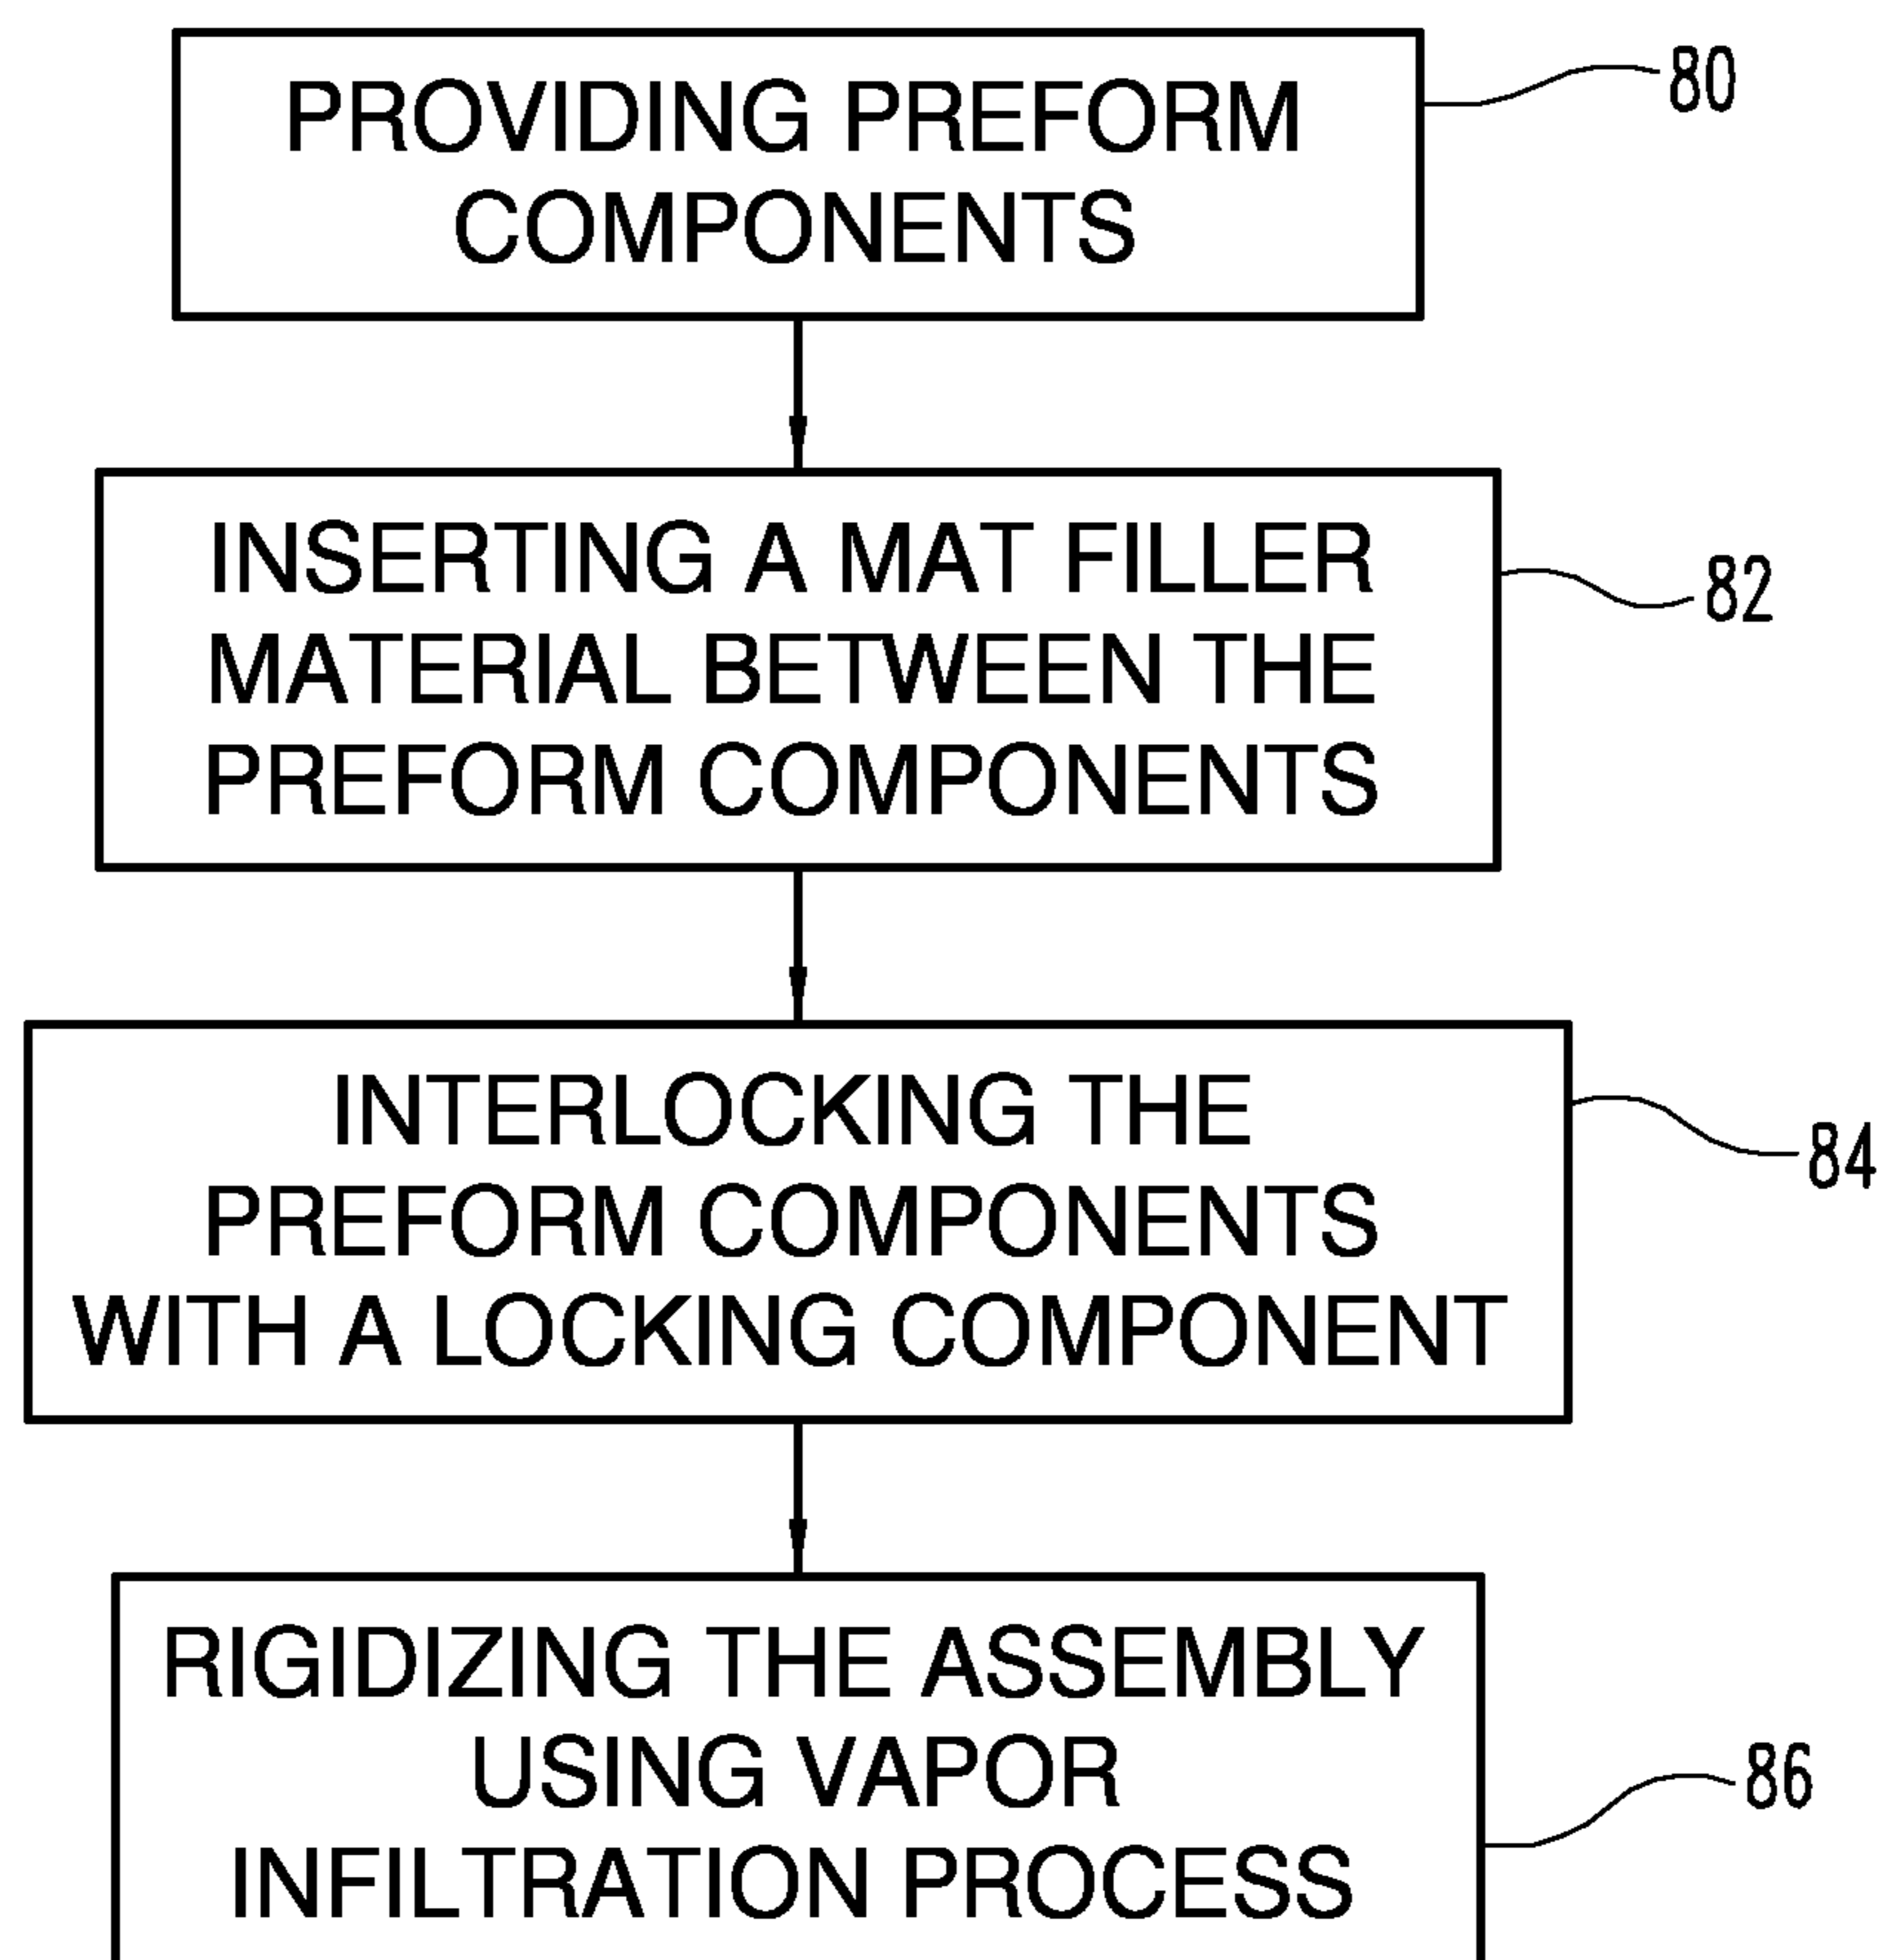 PROVIDING PREFORM
COMPONENTS
80
INSERTING A MAT FILLER
MATERIAL BETWEEN THE
PREFORM COMPONENTS
82
INTERLOCKING THE
PREFORM COMPONENTS
WITH A LOCKING COMPONENT
84
RIGIDIZING THE ASSEMBLY
USING VAPOR
INFILTRATION PROCESS
86